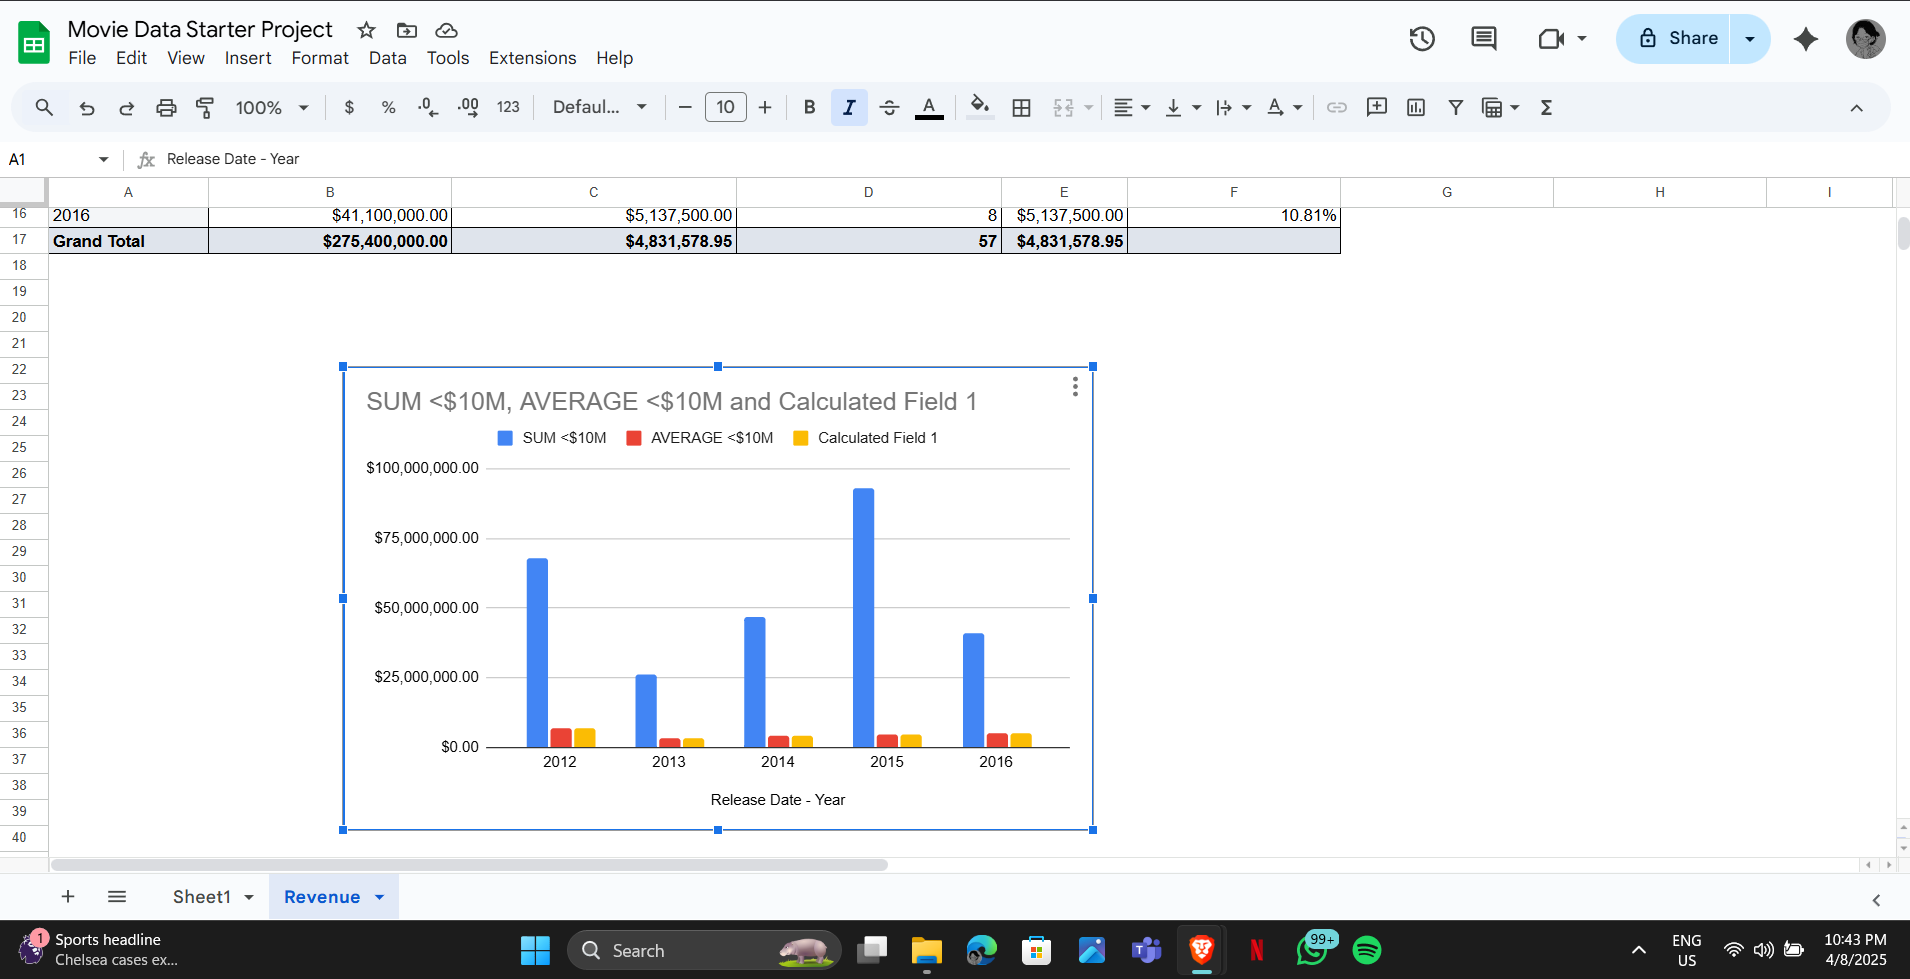 Movie Data Starter Project
File Edit View Insert Format Data Tools Extensions Help
Share
100% $ % .0 .00 123 Defaul... 10 B I A
A1 Release Date - Year
A B C D E F G H I
16 2016 $41,100,000.00 $5,137,500.00 8 $5,137,500.00 10.81%
17 Grand Total $275,400,000.00 $4,831,578.95 57 $4,831,578.95
18
19
20
21
22
23
24
25
26
27
28
29
30
31
32
33
34
35
36
37
38
39
40
SUM <$10M, AVERAGE <$10M and Calculated Field 1
SUM <$10M AVERAGE <$10M Calculated Field 1
$100,000,000.00
$75,000,000.00
$50,000,000.00
$25,000,000.00
$0.00
2012 2013 2014 2015 2016
Release Date - Year
Sheet1 Revenue
1 Sports headline
Chelsea cases ex...
Search
99+
ENG
US
10:43 PM
4/8/2025